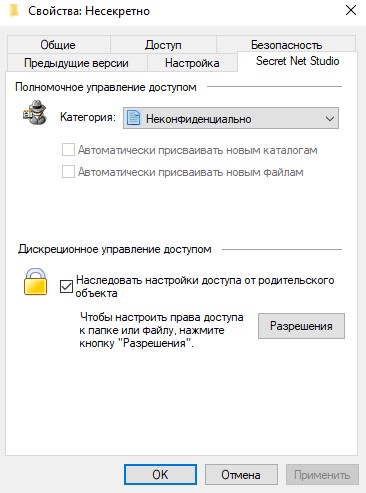 Свойства: Несекретно
Общие Доступ Безопасность
Предыдущие версии Настройка Secret Net Studio
Полномочное управление доступом
Категория: Неконфиденциально
Автоматически присваивать новым каталогам
Автоматически присваивать новым файлам
Дискреционное управление доступом
Наследовать настройки доступа от родительского
объекта
Чтобы настроить права доступа
к папке или файлу, нажмите
кнопку "Разрешения".
Разрешения
OK Отмена Применить